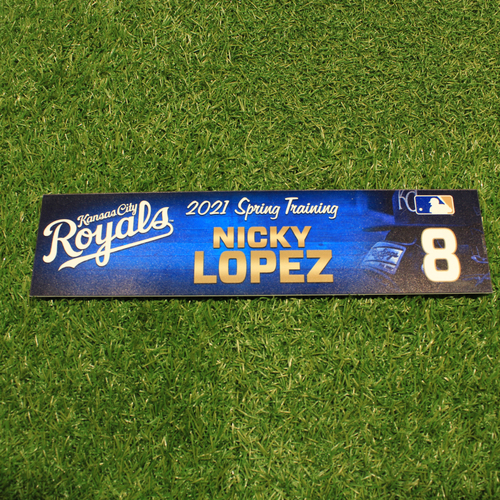 Kansas City
Royals
2021 Spring Training
NICKY
LOPEZ
KC
8